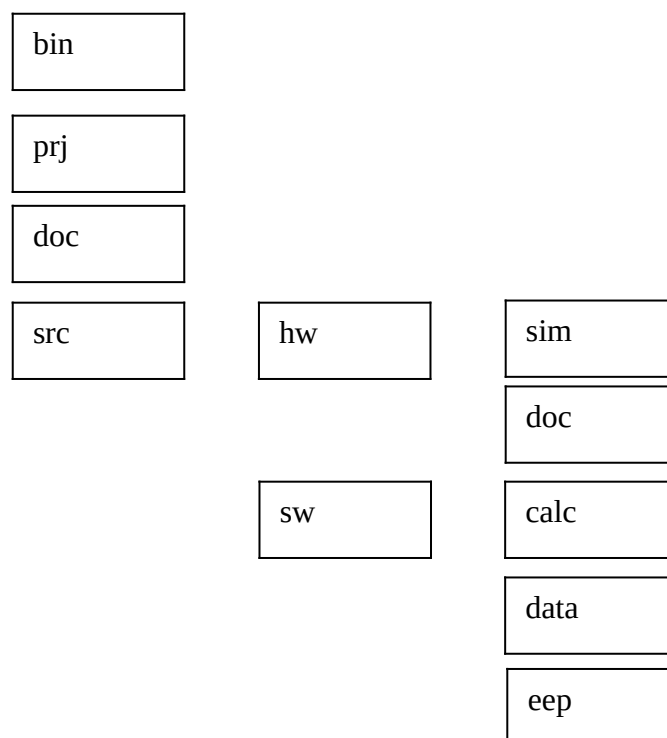 bin
prj
doc
src
hw
sim
doc
sw
calc
data
eep